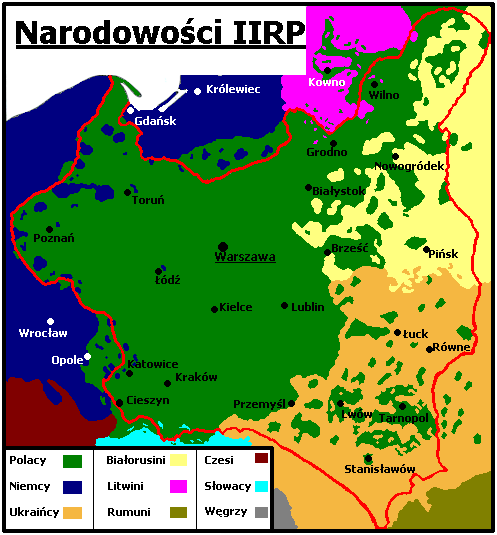 Narodowości IIRP
Kowno
Wilno
Królewiec
Gdańsk
Grodno
Nowogródek
Białystok
Toruń
Poznań
Warszawa
Brześć
Pińsk
Łódź
Kielce
Lublin
Wrocław
Łuck
Równe
Opole
Katowice
Kraków
Cieszyn
Przemyśl
Lwów
Tarnopol
Stanisławów
Polacy
Białorusini
Czesi
Niemcy
Litwini
Słowacy
Ukraińcy
Rumuni
Węgrzy